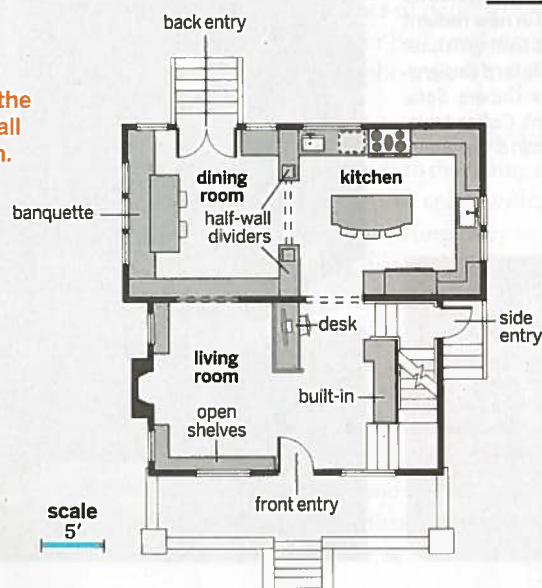 back entry
the
all
n.
dining
room
kitchen
banquette
half-wall
dividers
desk
side
entry
living
room
built-in
open
shelves
front entry
scale
5'